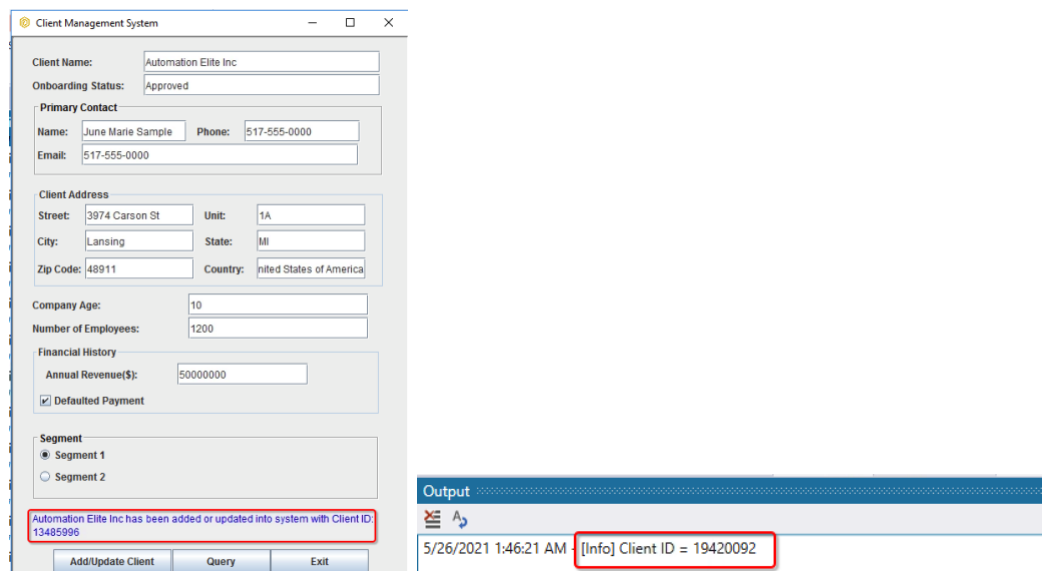 Client Management System
Client Name: Automation Elite Inc
Onboarding Status: Approved
Primary Contact
Name: June Marie Sample Phone: 517-555-0000
Email: 517-555-0000
Client Address
Street: 3974 Carson St Unit: 1A
City: Lansing State: MI
Zip Code: 48911 Country: nited States of America
Company Age: 10
Number of Employees: 1200
Financial History
Annual Revenue($): 50000000
Defaulted Payment
Segment
Segment 1
Segment 2
Automation Elite Inc has been added or updated into system with Client ID:
13485996
Add/Update Client Query Exit
Output
5/26/2021 1:46:21 AM - [Info] Client ID = 19420092